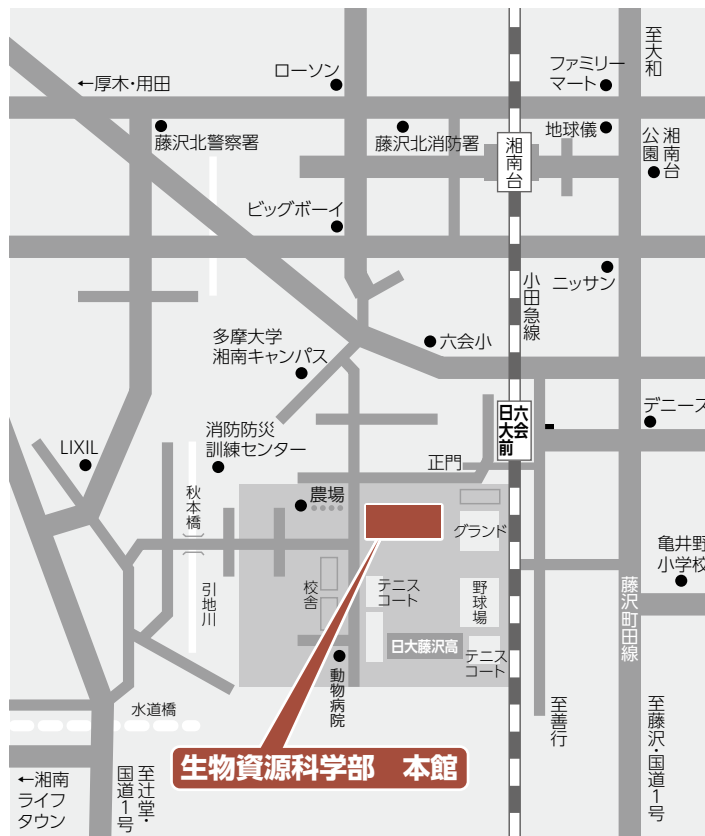 至大和
ローソン
ファミリー
マート
←厚木・用田
藤沢北警察署
藤沢北消防署
地球儀
湘南台
湘南台
公園
ビッグボーイ
小田急線
ニッサン
多摩大学
湘南キャンパス
六会小
デニーズ
六会
日大前
消防防災
訓練センター
LIXIL
正門
秋本橋
農場
グランド
亀井野
小学校
引地川
校舎
テニス
コート
野球場
藤沢町田線
日大藤沢高
テニス
コート
動物病院
水道橋
至善行
至藤沢・国道1号
生物資源科学部 本館
←湘南
ライフ
タウン
至辻堂・
国道1号